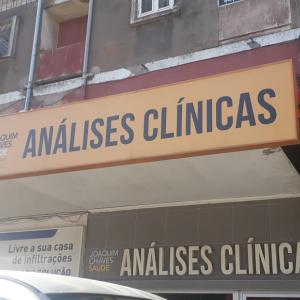 JOAQUIM
CHAVES
ANÁLISES CLÍNICAS
Livre a sua casa
de infiltrações
JOAQUIM
CHAVES
SAÚDE
ANÁLISES CLÍNICAS